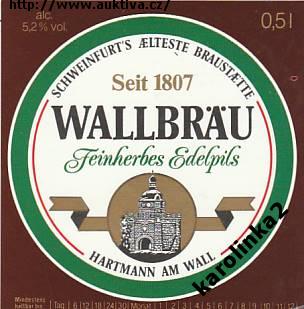 http://www.auktiva.cz
alc.
5,2% vol.
0,5 l
SCHWEINFURT'S ÆLTESTE BRAUSTÆTTE
Seit 1807
WALLBRÄU
Feinherbes Edelpils
HARTMANN AM WALL
karolinka2
Mindestens
haltbar bis Tag | 6 | 12 | 18 | 24 | 30 | Monat | 1 | 2 | 3 | 4 | 5 | 6 | 7 | 8 | 9 | 10 | 11 | 12